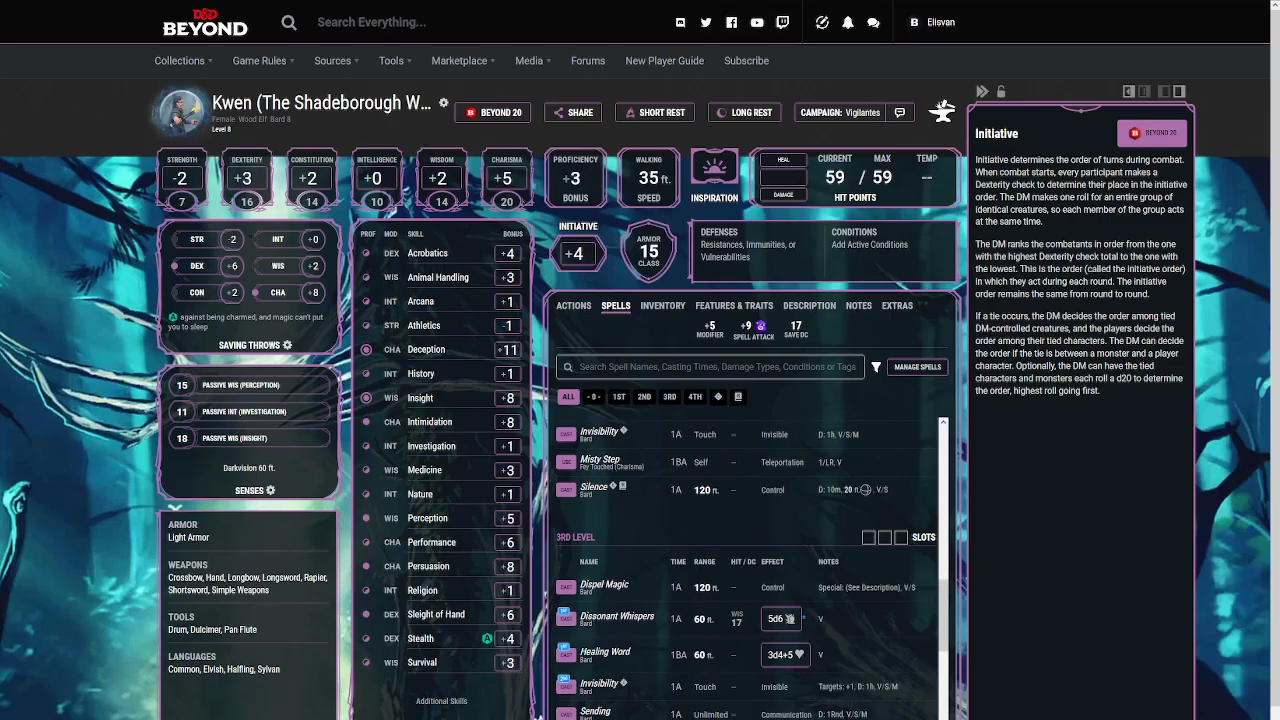 D&D
BEYOND
Search Everything...
Elisvan
Collections
Game Rules
Sources
Tools
Marketplace
Media
Forums
New Player Guide
Subscribe
Kwen (The Shadeborough W...
Female Wood Elf Bard 8
Level 8
BEYOND 20
SHARE
SHORT REST
LONG REST
CAMPAIGN: Vigilantes
STRENGTH
-2
7
DEXTERITY
+3
16
CONSTITUTION
+2
14
INTELLIGENCE
+0
10
WISDOM
+2
14
CHARISMA
+5
20
PROFICIENCY
+3
BONUS
WALKING
35 ft.
SPEED
INSPIRATION
HEAL
DAMAGE
CURRENT MAX TEMP
59 / 59 --
HIT POINTS
STR -2
INT +0
DEX +6
WIS +2
CON +2
CHA +8
A against being charmed, and magic can't put
you to sleep
SAVING THROWS
15 PASSIVE WIS (PERCEPTION)
11 PASSIVE INT (INVESTIGATION)
18 PASSIVE WIS (INSIGHT)
Darkvision 60 ft.
SENSES
ARMOR
Light Armor
WEAPONS
Crossbow, Hand, Longbow, Longsword, Rapier,
Shortsword, Simple Weapons
TOOLS
Drum, Dulcimer, Pan Flute
LANGUAGES
Common, Elvish, Halfling, Sylvan
PROF MOD SKILL BONUS
DEX Acrobatics +4
WIS Animal Handling +3
INT Arcana +1
STR Athletics -1
CHA Deception +11
INT History +1
WIS Insight +8
CHA Intimidation +8
INT Investigation +1
WIS Medicine +3
INT Nature +1
WIS Perception +5
CHA Performance +6
CHA Persuasion +8
INT Religion +1
DEX Sleight of Hand +6
DEX Stealth A +4
WIS Survival +3
Additional Skills
INITIATIVE
+4
ARMOR
15
CLASS
DEFENSES
Resistances, Immunities, or
Vulnerabilities
CONDITIONS
Add Active Conditions
ACTIONS SPELLS INVENTORY FEATURES & TRAITS DESCRIPTION NOTES EXTRAS
+5
MODIFIER
+9
SPELL ATTACK
17
SAVE DC
Search Spell Names, Casting Times, Damage Types, Conditions or Tags
MANAGE SPELLS
ALL - 0 - 1ST 2ND 3RD 4TH
CAST Invisibility 1A Touch -- Invisible D: 1h, V/S/M
Bard
USE Misty Step 1BA Self -- Teleportation 1/LR, V
Fey Touched (Charisma)
CAST Silence 1A 120 ft. -- Control D: 10m, 20 ft. , V/S
Bard
3RD LEVEL SLOTS
NAME TIME RANGE HIT / DC EFFECT NOTES
CAST Dispel Magic 1A 120 ft. -- Control Special: (See Description), V/S
Bard
1ST CAST Dissonant Whispers 1A 60 ft. WIS 17 5d6 V
Bard
1ST CAST Healing Word 1BA 60 ft. -- 3d4+5 V
Bard
2ND CAST Invisibility 1A Touch -- Invisible Targets: +1, D: 1h, V/S/M
Bard
CAST Sending 1A Unlimited -- Communication D: 1Rnd, V/S/M
Initiative
BEYOND 20
Initiative determines the order of turns during combat.
When combat starts, every participant makes a
Dexterity check to determine their place in the initiative
order. The DM makes one roll for an entire group of
identical creatures, so each member of the group acts
at the same time.
The DM ranks the combatants in order from the one
with the highest Dexterity check total to the one with
the lowest. This is the order (called the initiative order)
in which they act during each round. The initiative
order remains the same from round to round.
If a tie occurs, the DM decides the order among tied
DM-controlled creatures, and the players decide the
order among their tied characters. The DM can decide
the order if the tie is between a monster and a player
character. Optionally, the DM can have the tied
characters and monsters each roll a d20 to determine
the order, highest roll going first.